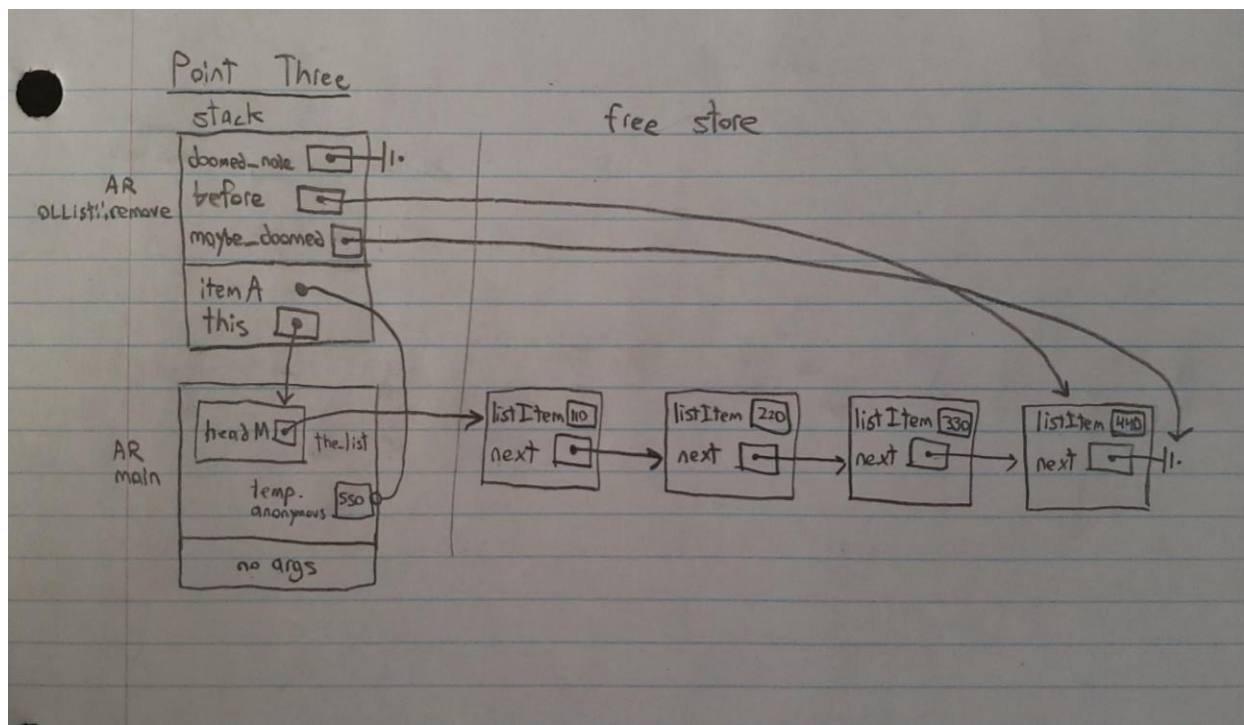 Point Three
stack
free store
AR
OLList::remove
doomed_node
before
maybe_doomed
itemA
this
AR
main
headM
the_list
temp.
anonymous
550
no args
listItem 110
next
listItem 220
next
listItem 330
next
listItem 440
next